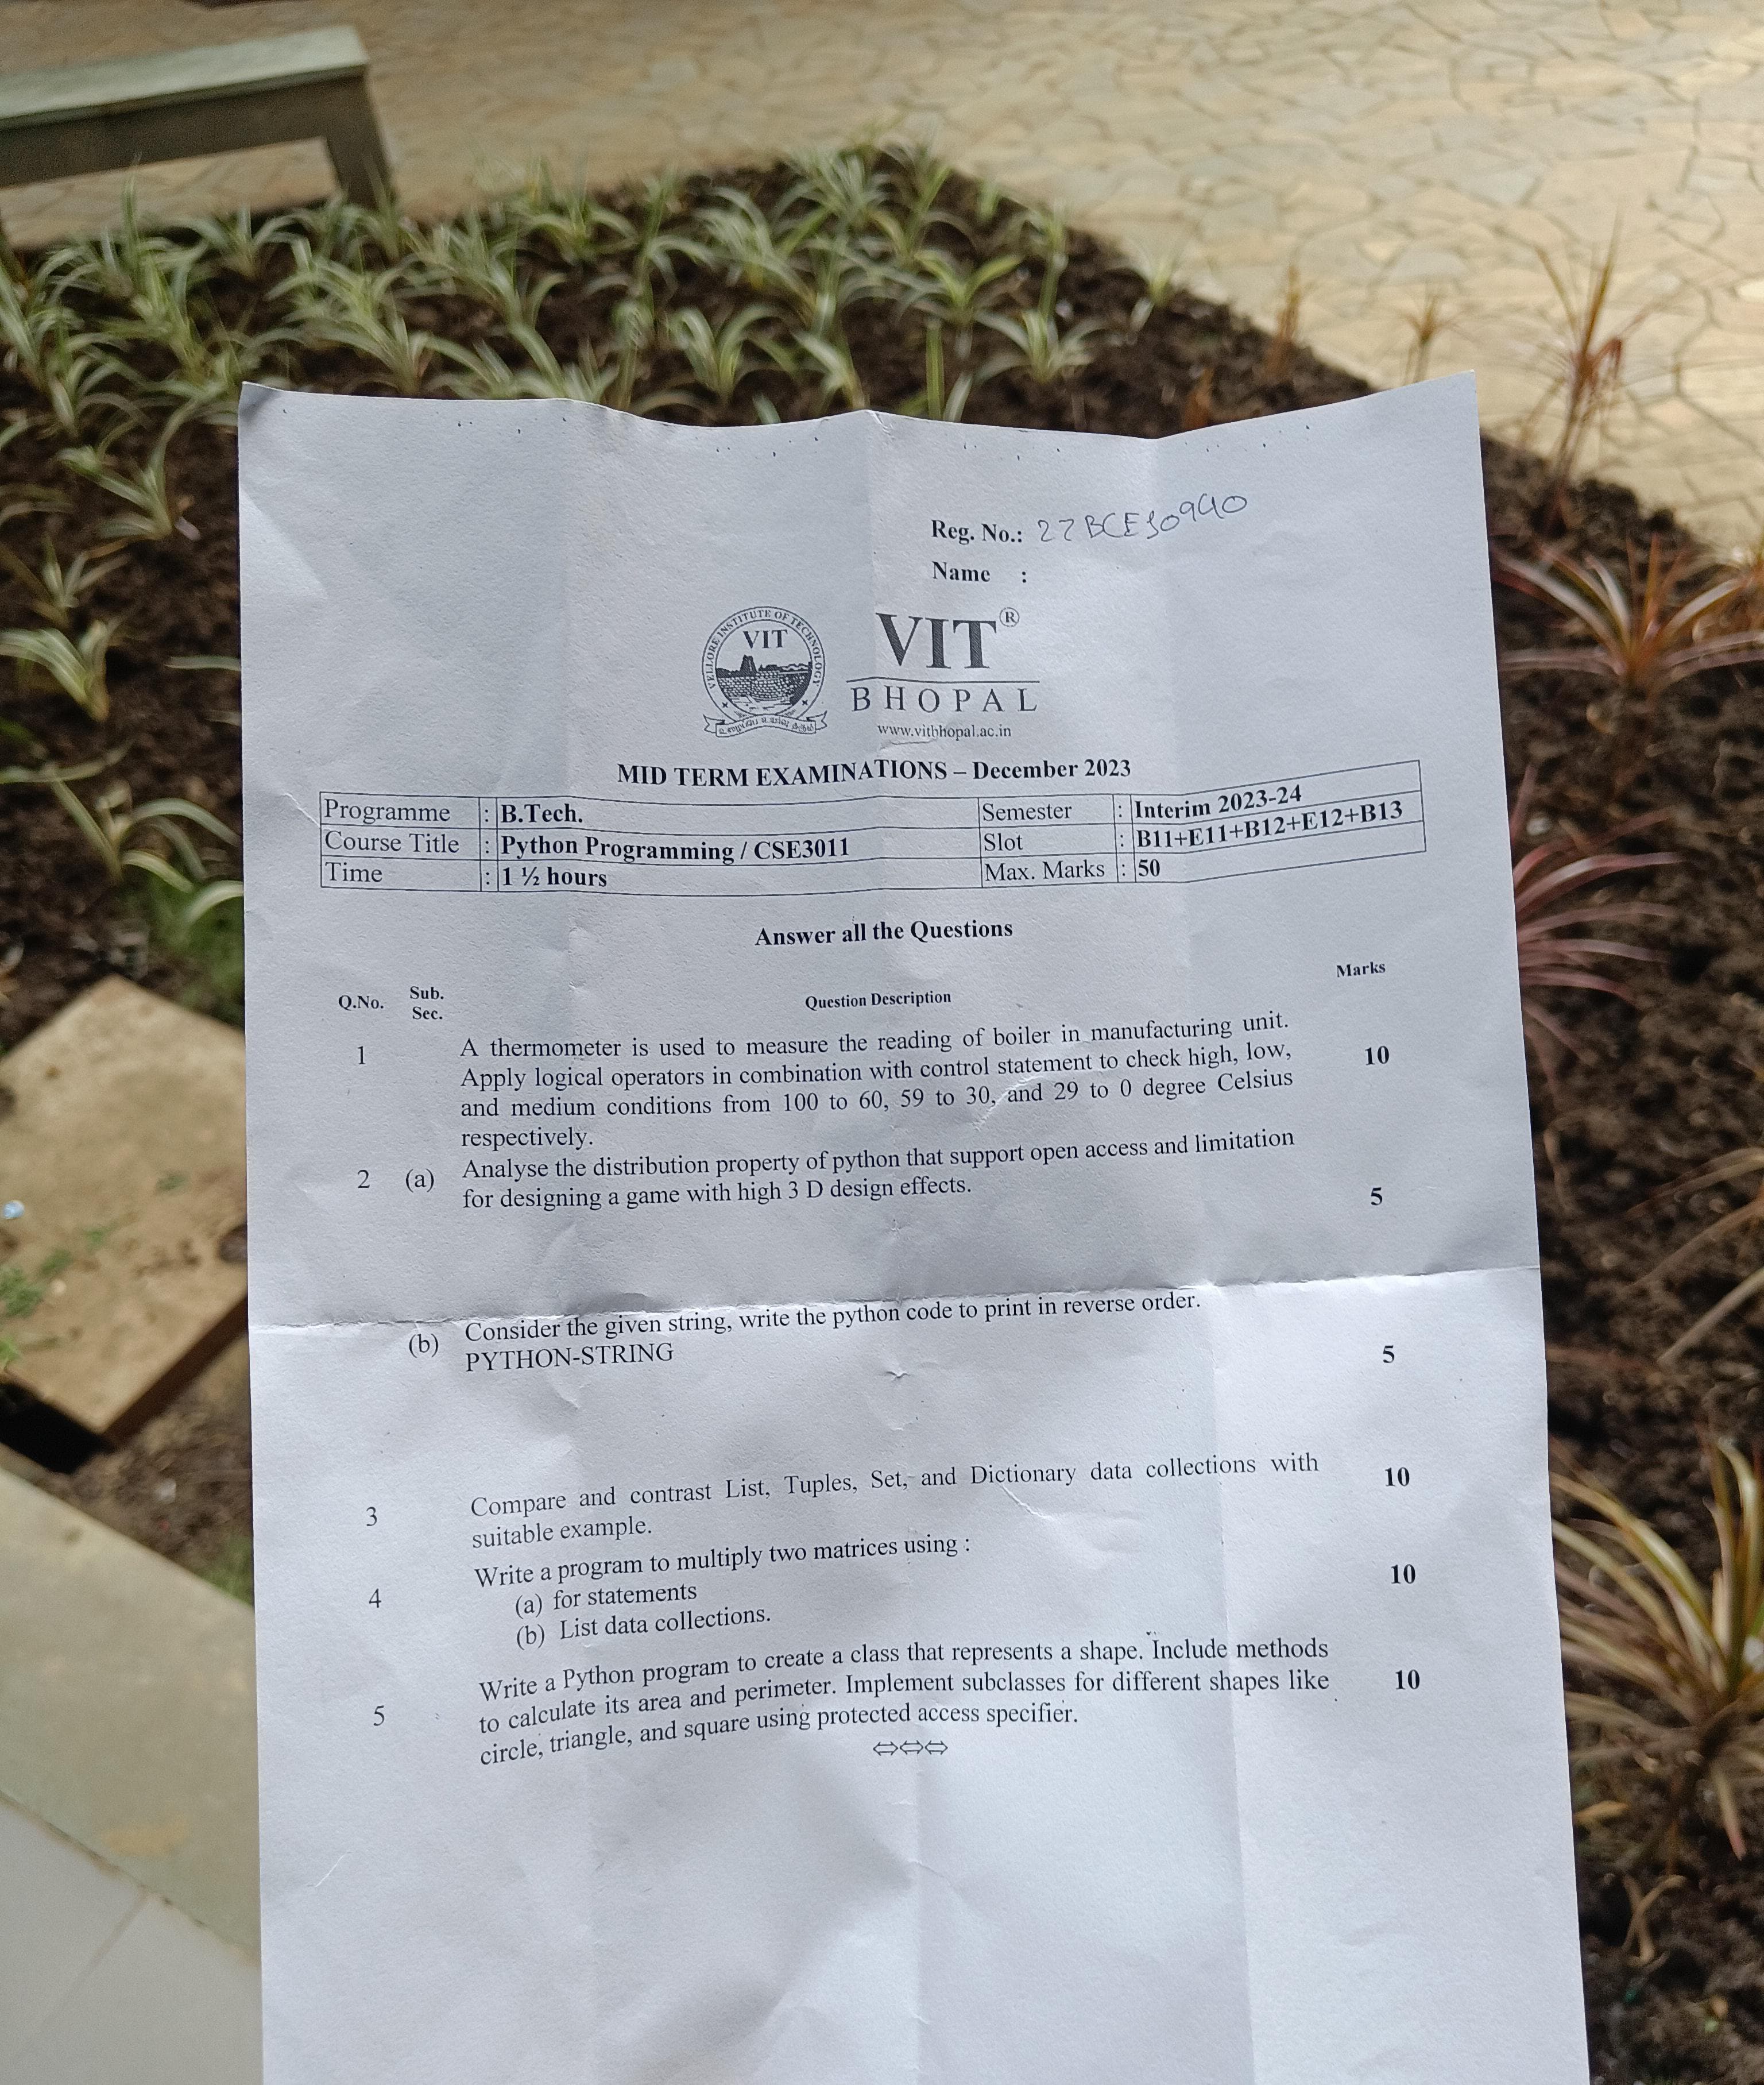 Reg. No.: 22BCE10940
Name :
VELLORE INSTITUTE OF TECHNOLOGY
VIT
VIT®
BHOPAL
www.vitbhopal.ac.in
MID TERM EXAMINATIONS – December 2023
Programme : B.Tech. Semester : Interim 2023-24
Course Title : Python Programming / CSE3011 Slot : B11+E11+B12+E12+B13
Time : 1 ½ hours Max. Marks : 50
Answer all the Questions
Q.No. Sub. Sec. Question Description Marks
1 A thermometer is used to measure the reading of boiler in manufacturing unit. 10
Apply logical operators in combination with control statement to check high, low,
and medium conditions from 100 to 60, 59 to 30, and 29 to 0 degree Celsius
respectively.
2 (a) Analyse the distribution property of python that support open access and limitation
for designing a game with high 3 D design effects. 5
(b) Consider the given string, write the python code to print in reverse order.
PYTHON-STRING 5
3 Compare and contrast List, Tuples, Set, and Dictionary data collections with 10
suitable example.
4 Write a program to multiply two matrices using : 10
(a) for statements
(b) List data collections.
5 Write a Python program to create a class that represents a shape. Include methods 10
to calculate its area and perimeter. Implement subclasses for different shapes like
circle, triangle, and square using protected access specifier.